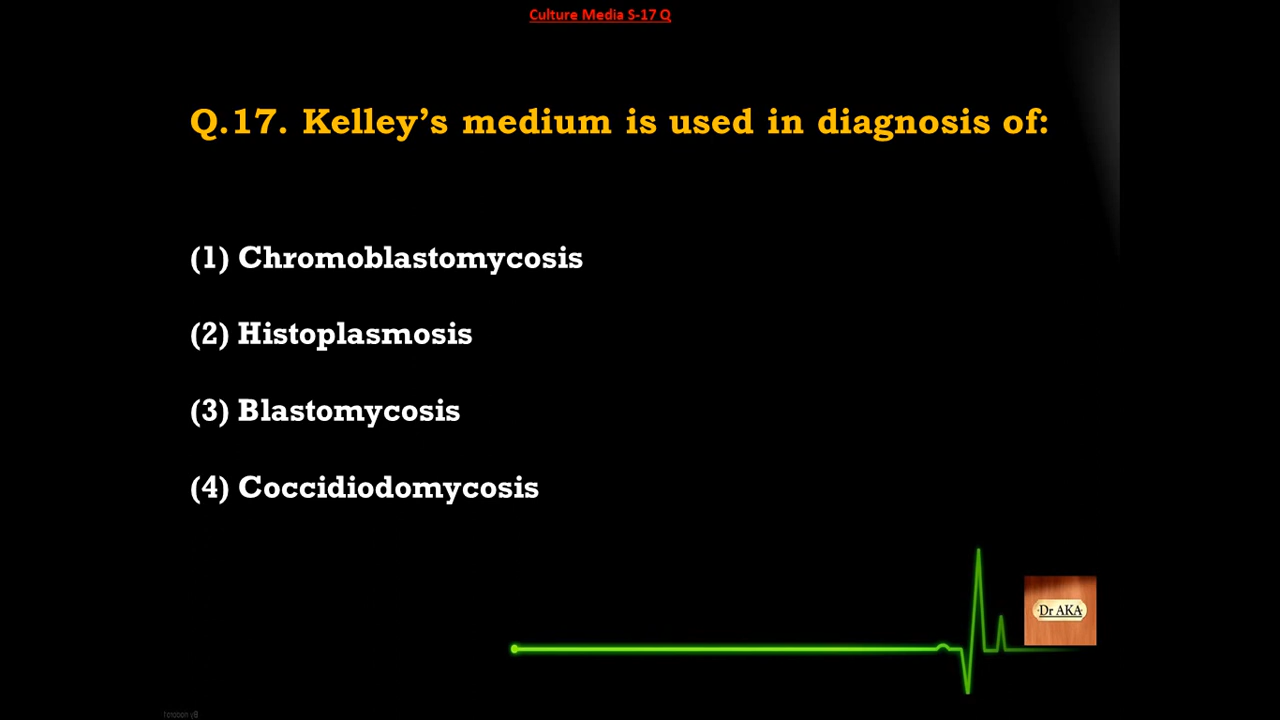 Culture Media S-17 Q
Q.17. Kelley’s medium is used in diagnosis of:
(1) Chromoblastomycosis
(2) Histoplasmosis
(3) Blastomycosis
(4) Coccidiodomycosis
Dr AKA